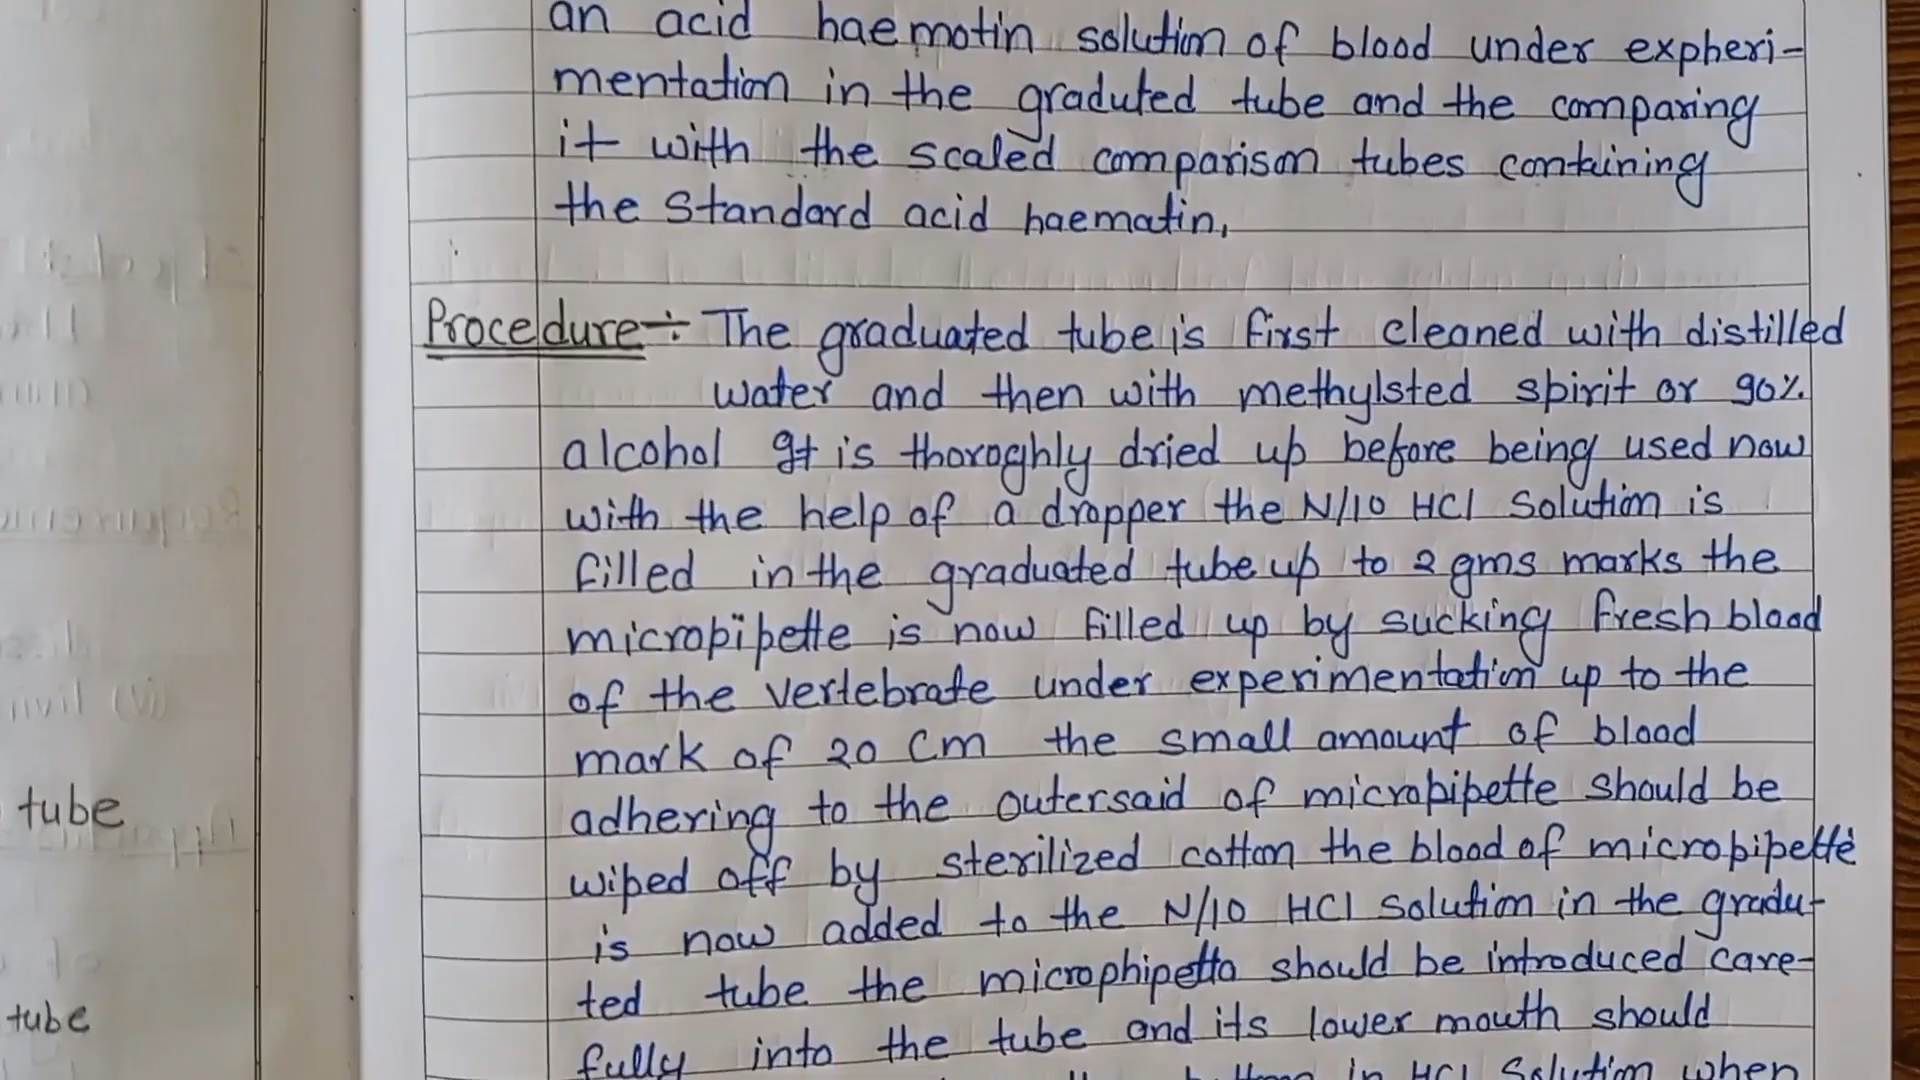 an acid haemotin solution of blood under expheri-
mentation in the graduted tube and the comparing
it with the scaled comparison tubes contining
the standard acid haematin,
Procedure÷ The graduated tube is first cleaned with distilled
water and then with methylsted spirit or 90%
alcohol It is thoroghly dried up before being used now
with the help of a dropper the N/10 HCl solution is
filled in the graduated tube up to 2 gms marks the
micropipette is now filled up by sucking fresh blood
of the vertebrate under experimentation up to the
mark of 20 Cm the small amount of blood
adhering to the outersaid of micropipette should be
wiped off by sterilized cotton the blood of micropipette
is now added to the N/10 HCl solution in the gradu-
ted tube the microphipetto should be introduced care-
fully into the tube and its lower mouth should
in HCl solution when
tube
tube